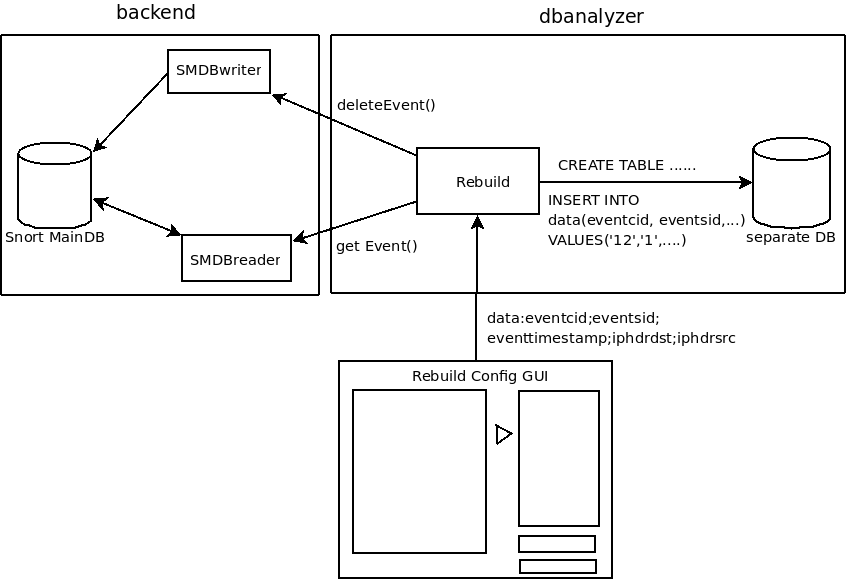 backend
dbanalyzer
SMDBwriter
deleteEvent()
CREATE TABLE ......
Rebuild
INSERT INTO
data(eventcid, eventsid,...)
VALUES('12','1',....)
Snort MainDB
separate DB
get Event()
SMDBreader
data:eventcid;eventsid;
eventtimestamp;iphdrdst;iphdrsrc
Rebuild Config GUI